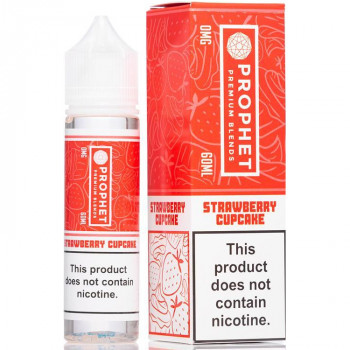 0MG
PROPHET
PREMIUM BLENDS
60ML
STRAWBERRY CUPCAKE
This product
does not contain
nicotine.
0MG
PROPHET
PREMIUM BLENDS
60ML
STRAWBERRY
CUPCAKE
This product
does not
contain
nicotine.